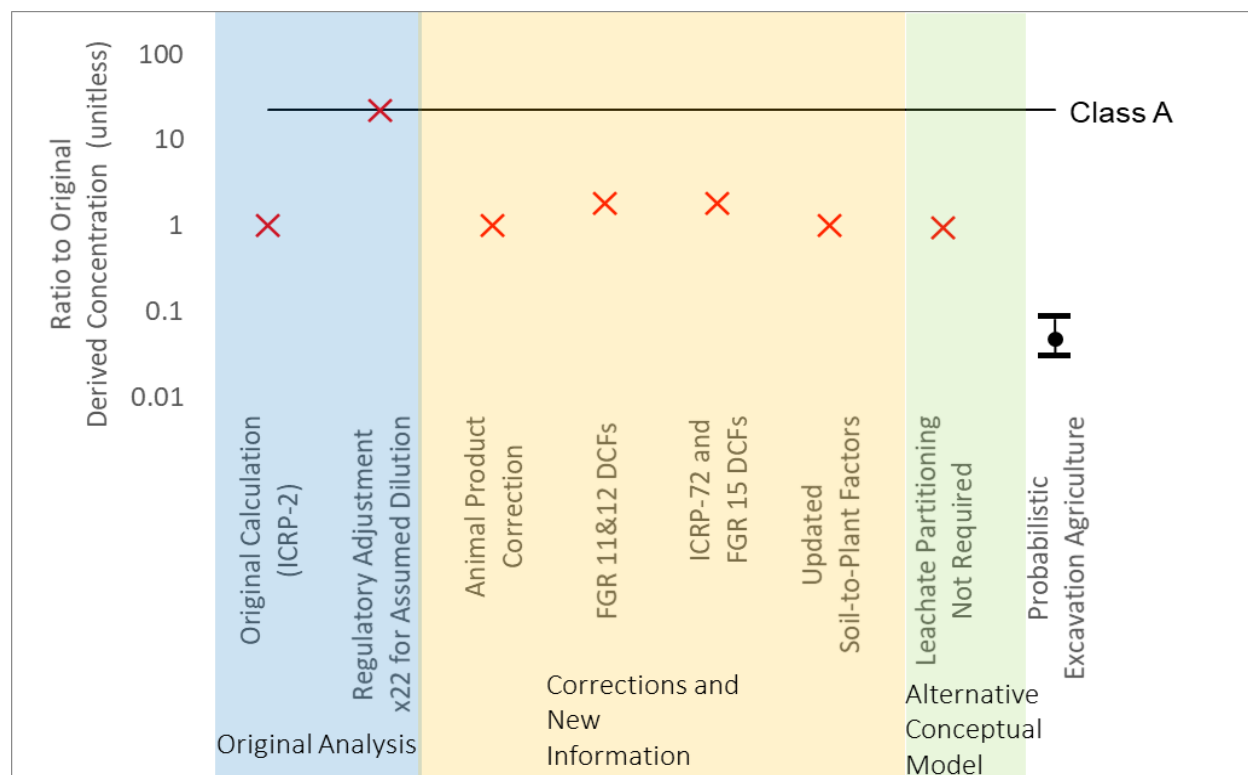 Ratio to Original
Derived Concentration (unitless)
100
10
1
0.1
0.01
Class A
Original Calculation
(ICRP-2)
Regulatory Adjustment
x22 for Assumed Dilution
Animal Product
Correction
FGR 11&12 DCFs
ICRP-72 and
FGR 15 DCFs
Updated
Soil-to-Plant Factors
Leachate Partitioning
Not Required
Probabilistic
Excavation Agriculture
Original Analysis
Corrections and
New
Information
Alternative
Conceptual
Model